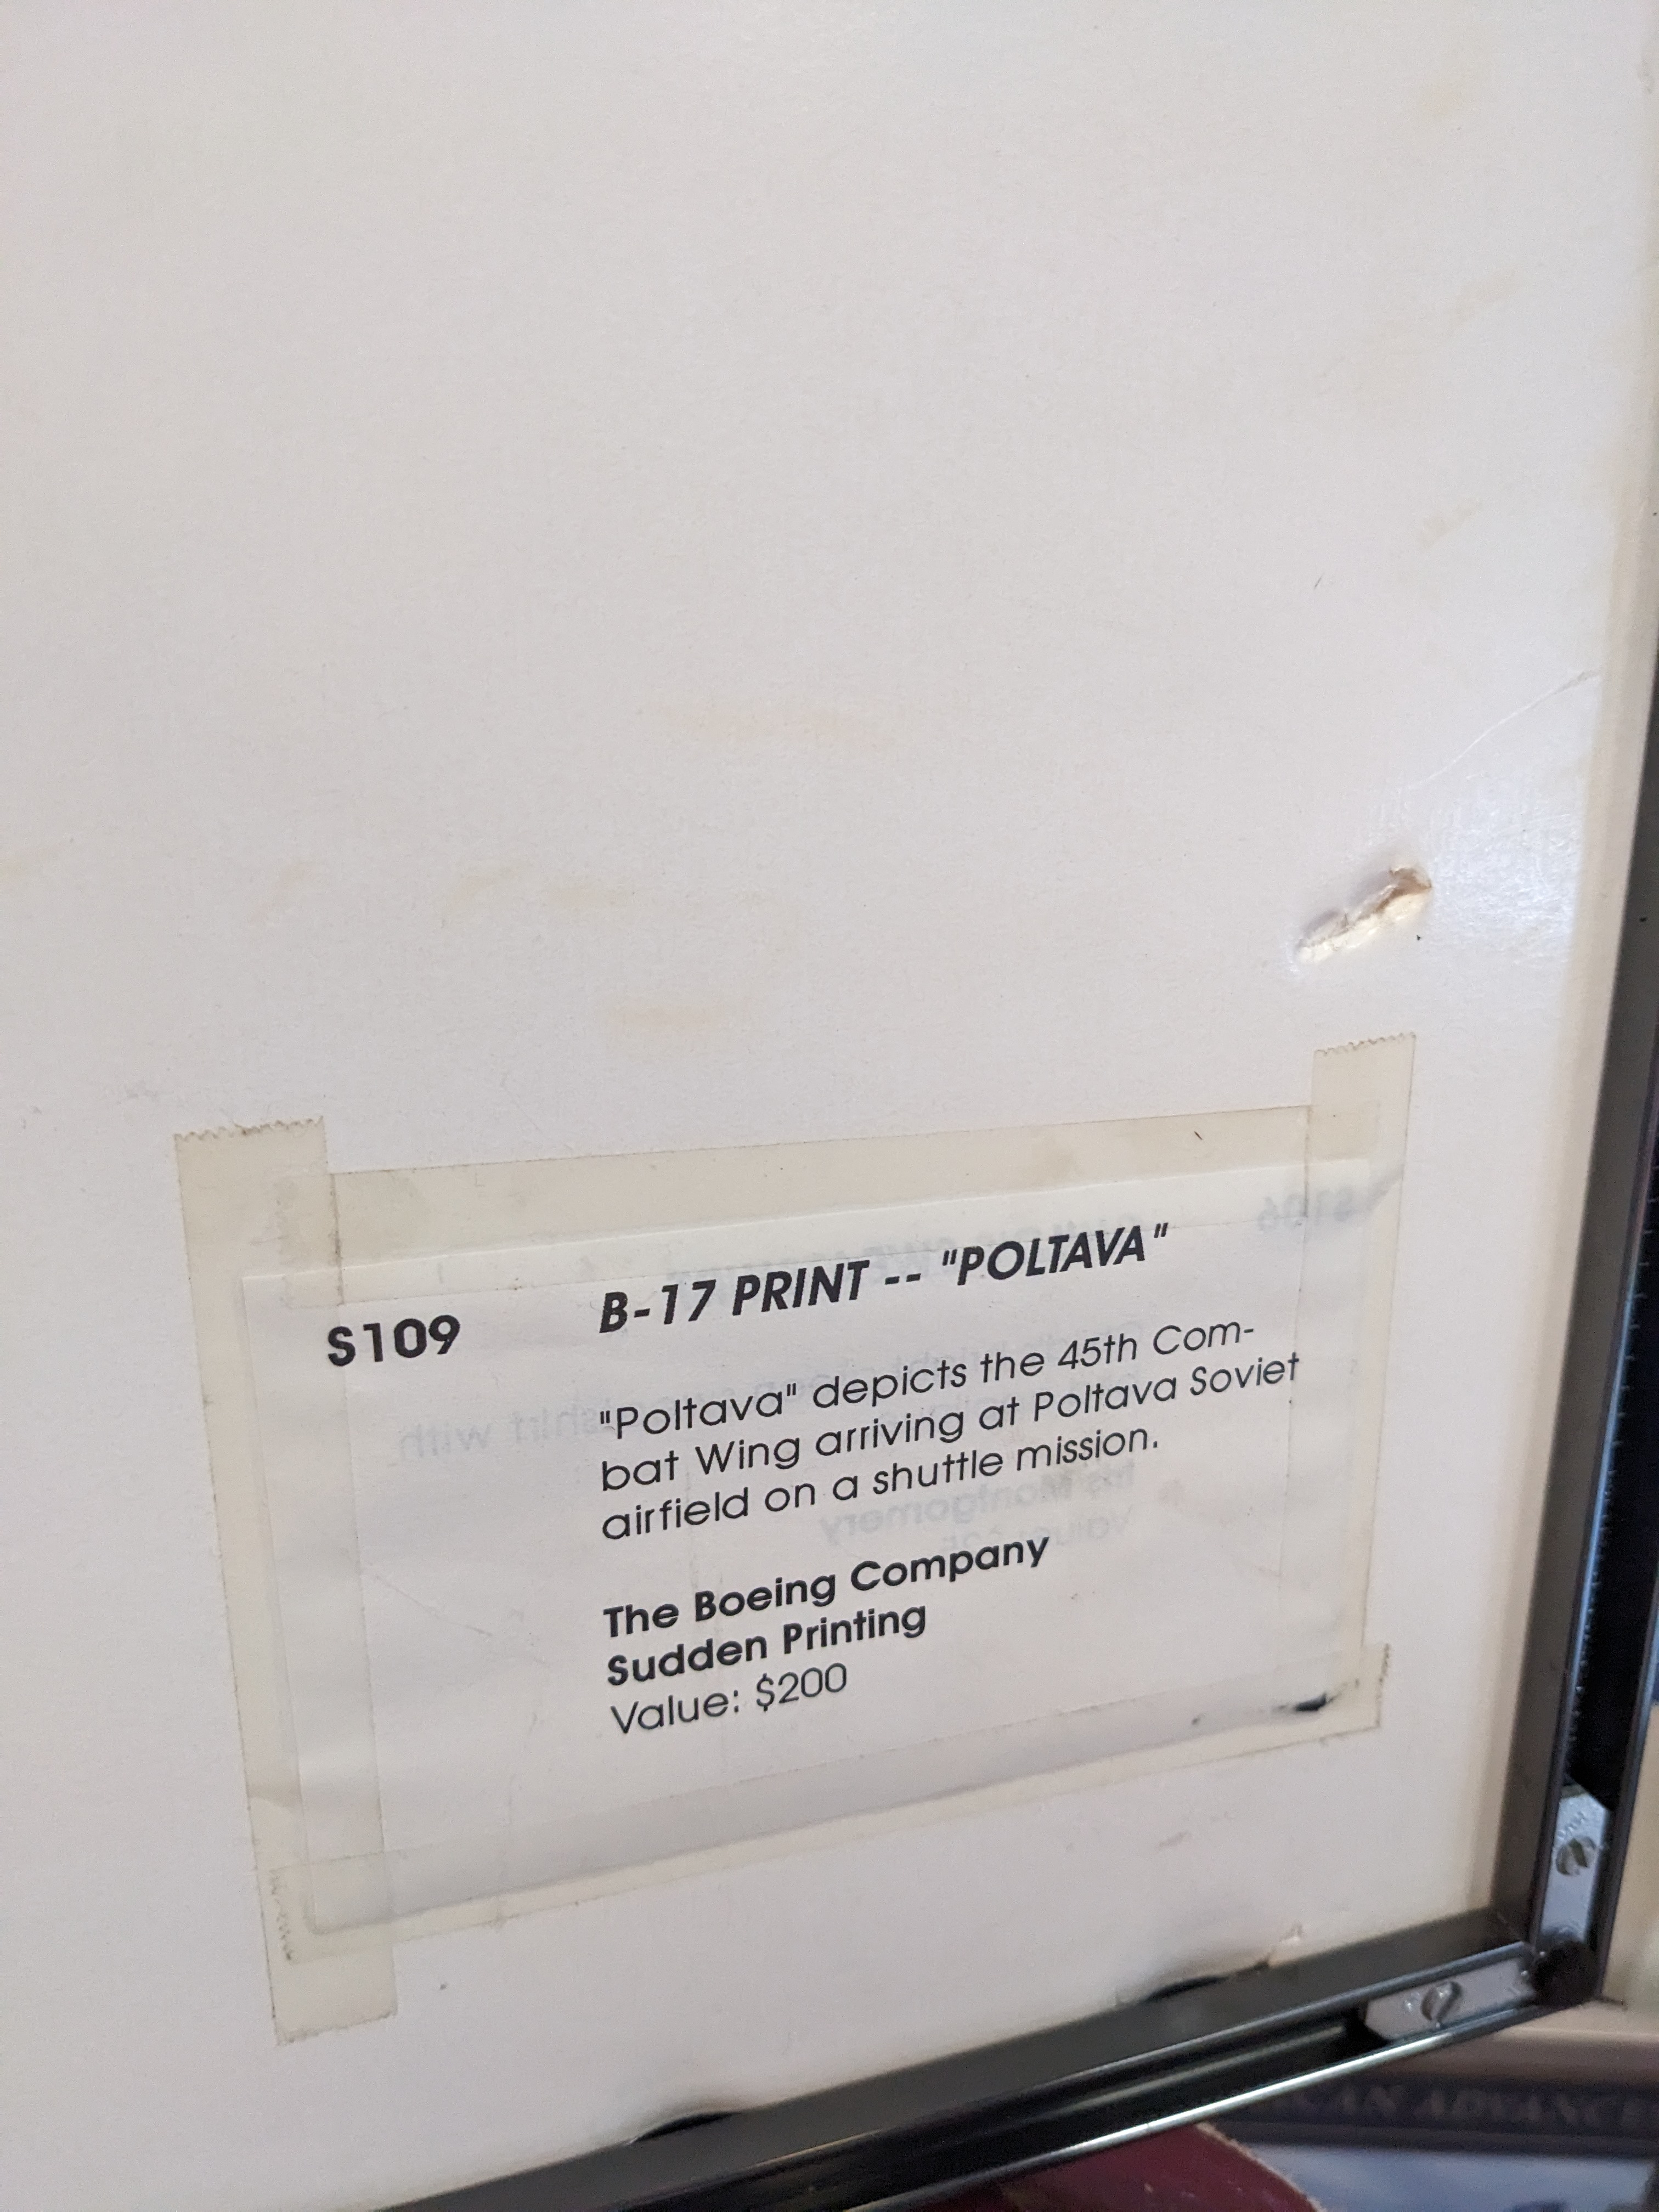 S109 B-17 PRINT -- "POLTAVA"
"Poltava" depicts the 45th Com-
bat Wing arriving at Poltava Soviet
airfield on a shuttle mission.
The Boeing Company
Sudden Printing
Value: $200